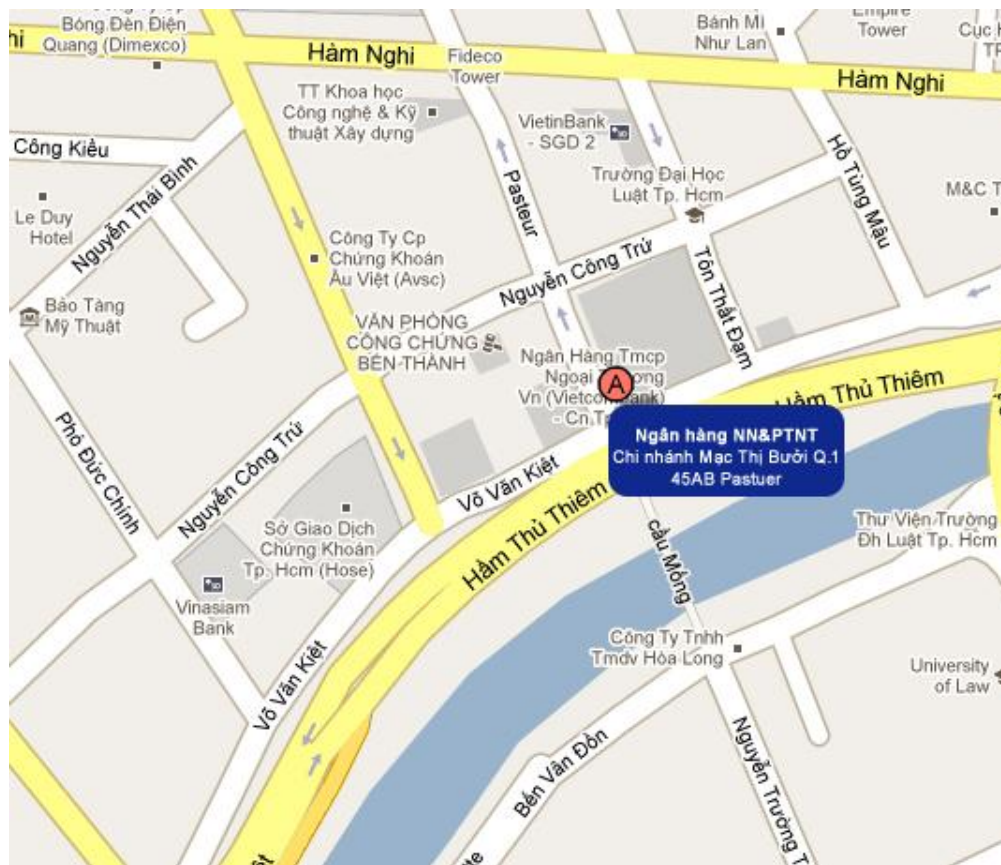 Bóng Đèn Điện
Quang (Dimexco)
Hàm Nghi
Fideco
Tower
Bánh Mì
Như Lan
Empire
Tower
Hàm Nghi
TT Khoa học
Công nghệ & Kỹ
thuật Xây dựng
VietinBank
- SGD 2
Công Kiều
Nguyễn Thái Bình
Pasteur
Trường Đại Học
Luật Tp. Hcm
Hồ Tùng Mậu
M&C T
Le Duy
Hotel
Công Ty Cp
Chứng Khoán
Âu Việt (Avsc)
Nguyễn Công Trứ
Tôn Thất Đạm
Bảo Tàng
Mỹ Thuật
VĂN PHÒNG
CÔNG CHỨNG
BẾN THÀNH
Ngân Hàng Tmcp
Ngoại
Vn
- Cn
A
Hầm Thủ Thiêm
Ngân hàng NN&PTNT
Chi nhánh Mạc Thị Bưởi Q.1
45AB Pastuer
Phó Đức Chính
Nguyễn Công Trứ
Võ Văn Kiệt
Hầm Thủ Thiêm
Sở Giao Dịch
Chứng Khoán
Tp. Hcm (Hose)
cầu Mống
Thư Viện Trường
Đh Luật Tp. Hcm
Vinasiam
Bank
Công Ty Tnhh
Tmdv Hòa Long
University
of Law
Võ Văn Kiệt
Bến Vân Đồn
Nguyễn Trường T